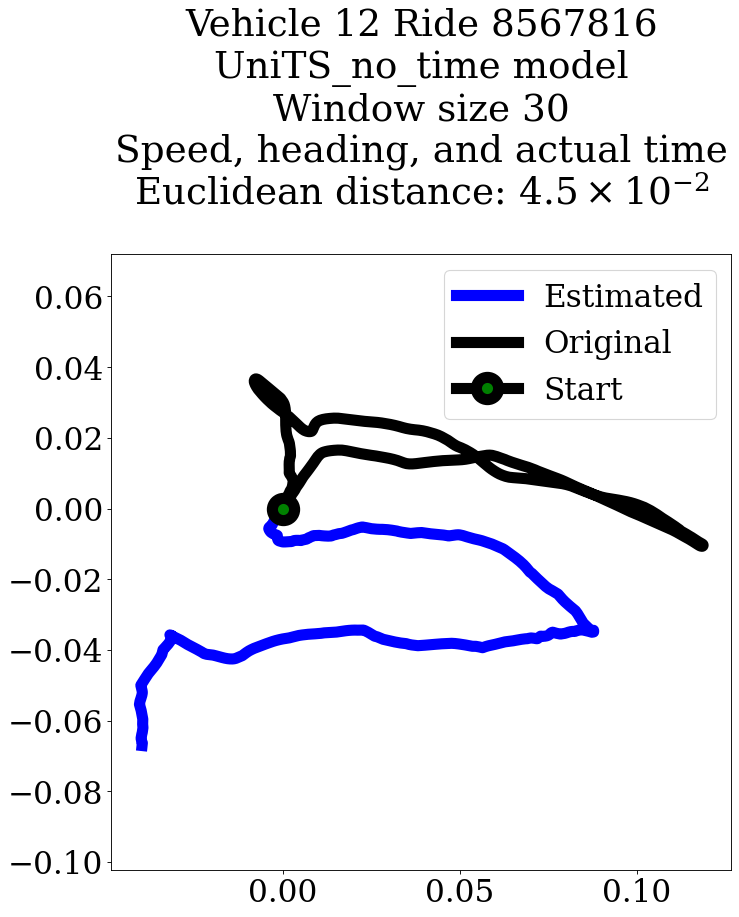 Vehicle 12 Ride 8567816
UniTS_no_time model
Window size 30
Speed, heading, and actual time
Euclidean distance: 4.5 × 10⁻²
Estimated
Original
Start
0.06
0.04
0.02
0.00
−0.02
−0.04
−0.06
−0.08
−0.10
0.00 0.05 0.10